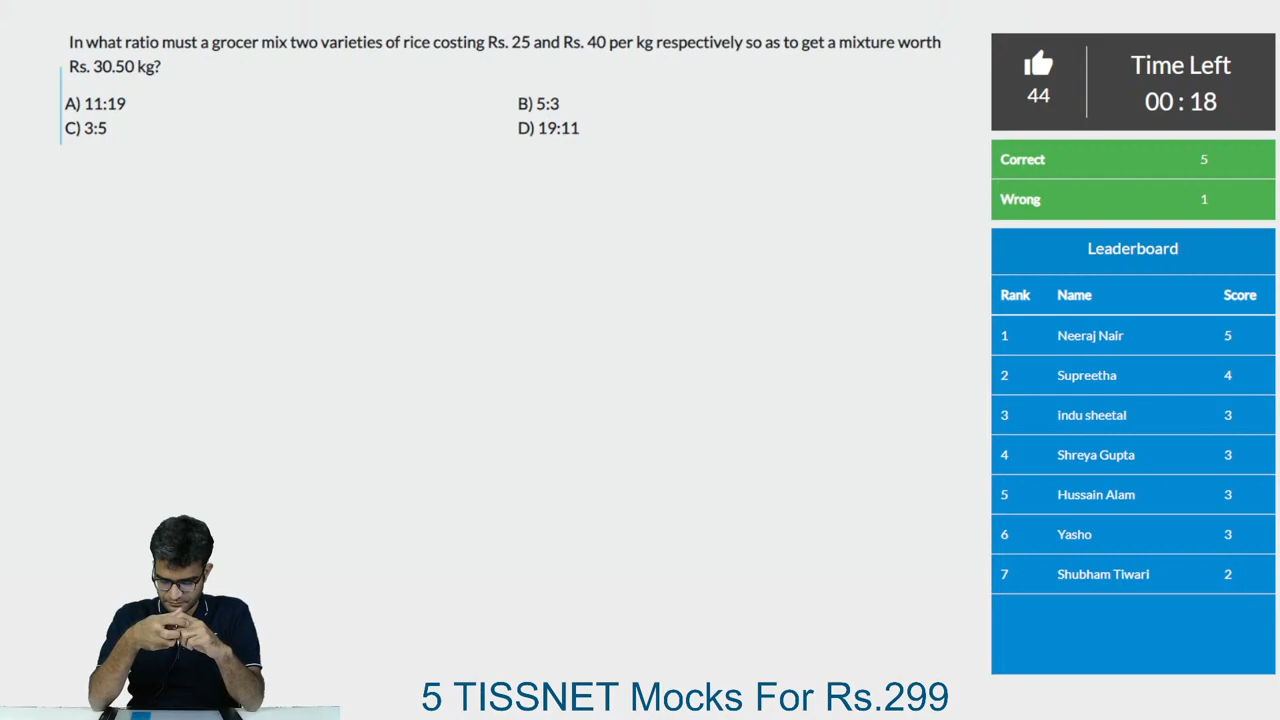 In what ratio must a grocer mix two varieties of rice costing Rs. 25 and Rs. 40 per kg respectively so as to get a mixture worth
Rs. 30.50 kg?
A) 11:19
B) 5:3
C) 3:5
D) 19:11
44
Time Left
00 : 18
Correct 5
Wrong 1
Leaderboard
Rank Name Score
1 Neeraj Nair 5
2 Supreetha 4
3 indu sheetal 3
4 Shreya Gupta 3
5 Hussain Alam 3
6 Yasho 3
7 Shubham Tiwari 2
5 TISSNET Mocks For Rs.299